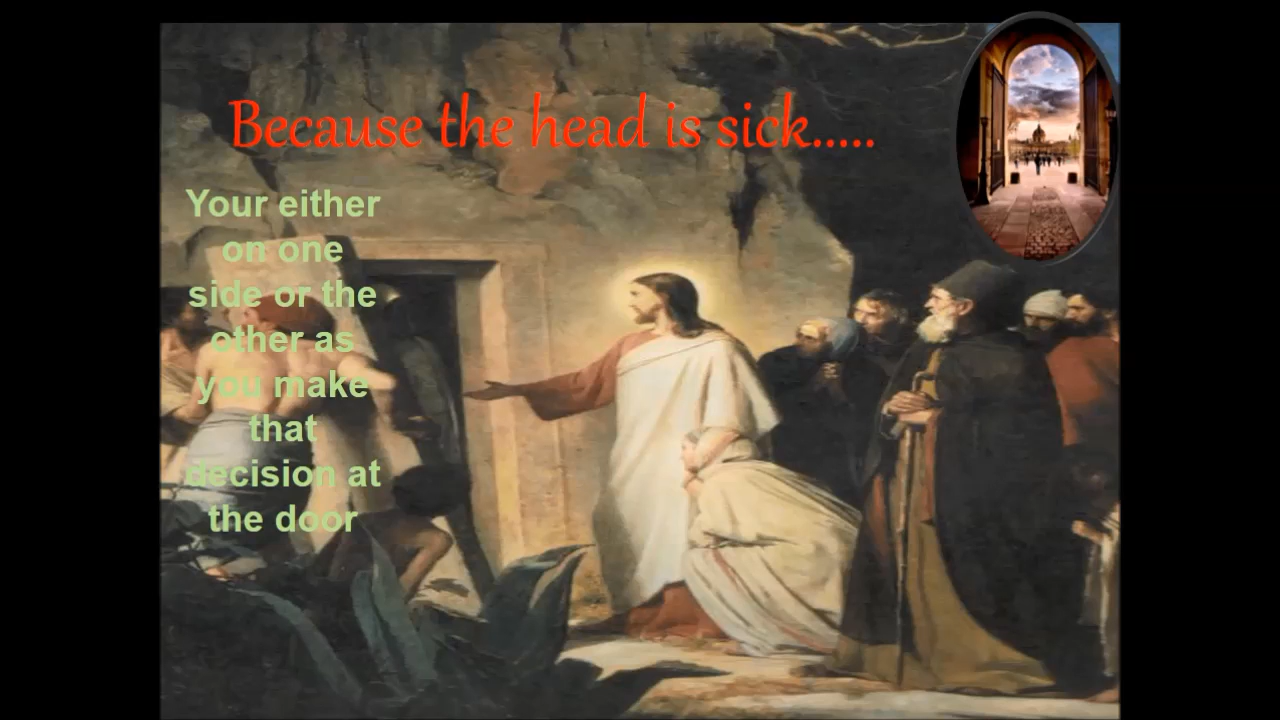 Because the head is sick.....
Your either
on one
side or the
other as
you make
that
decision at
the door